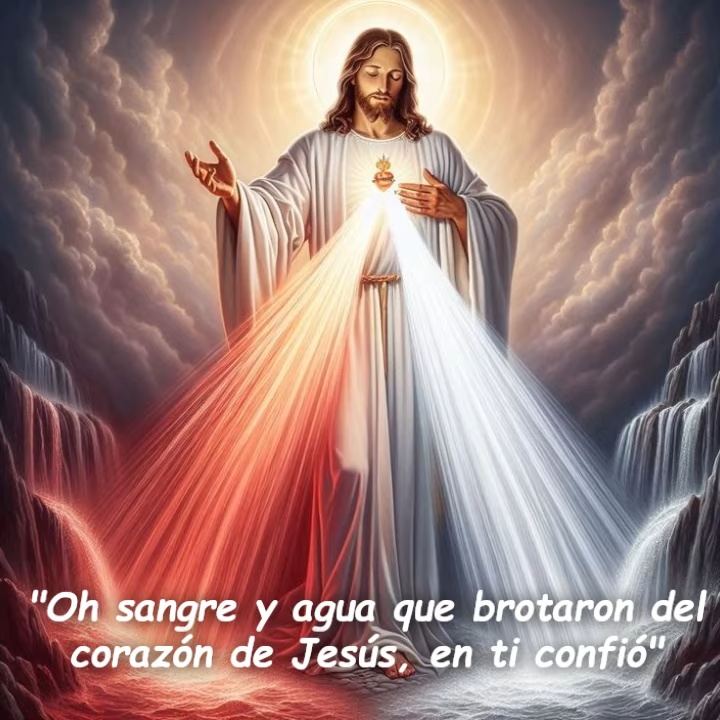 "Oh sangre y agua que brotaron del
corazón de Jesús, en ti confió"